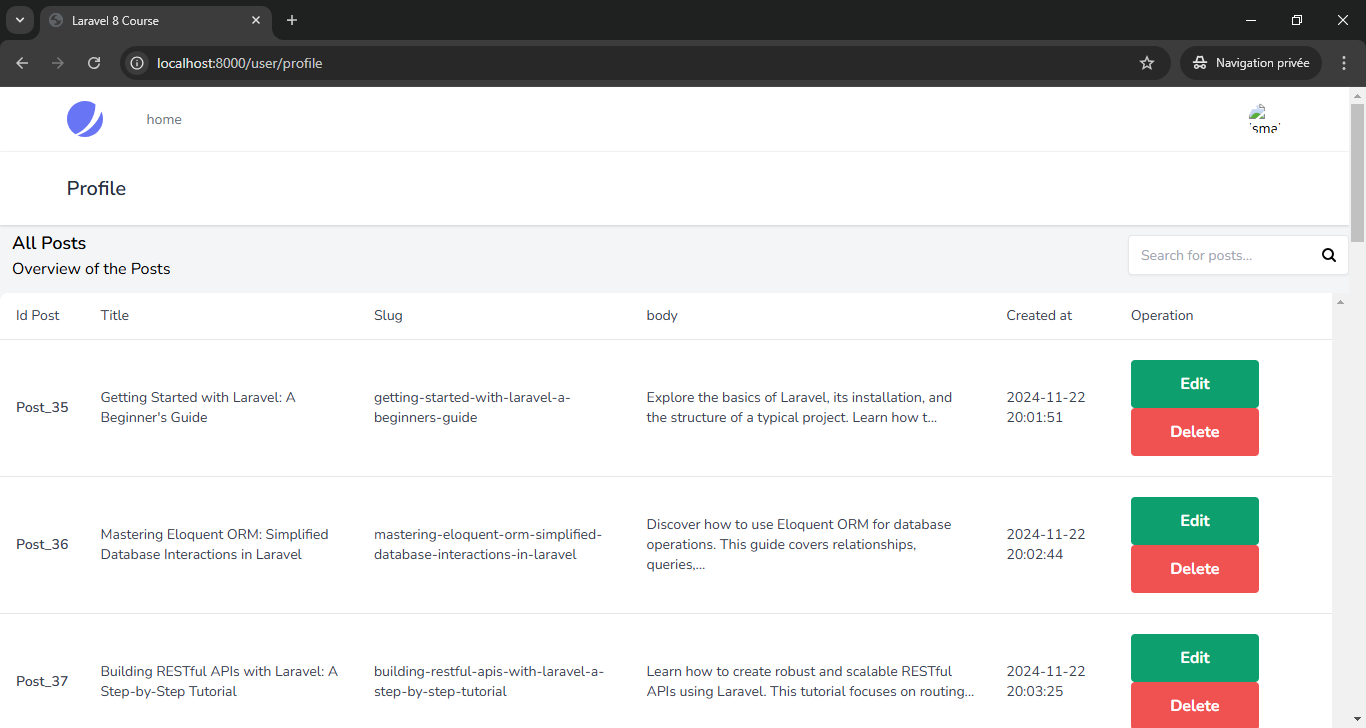 Laravel 8 Course
localhost:8000/user/profile
Navigation privée
home
Profile
All Posts
Overview of the Posts
Search for posts...
Id Post Title Slug body Created at Operation
Post_35
Getting Started with Laravel: A
Beginner's Guide
getting-started-with-laravel-a-
beginners-guide
Explore the basics of Laravel, its installation, and
the structure of a typical project. Learn how t...
2024-11-22
20:01:51
Edit
Delete
Post_36
Mastering Eloquent ORM: Simplified
Database Interactions in Laravel
mastering-eloquent-orm-simplified-
database-interactions-in-laravel
Discover how to use Eloquent ORM for database
operations. This guide covers relationships,
queries,...
2024-11-22
20:02:44
Edit
Delete
Post_37
Building RESTful APIs with Laravel: A
Step-by-Step Tutorial
building-restful-apis-with-laravel-a-
step-by-step-tutorial
Learn how to create robust and scalable RESTful
APIs using Laravel. This tutorial focuses on routing...
2024-11-22
20:03:25
Edit
Delete